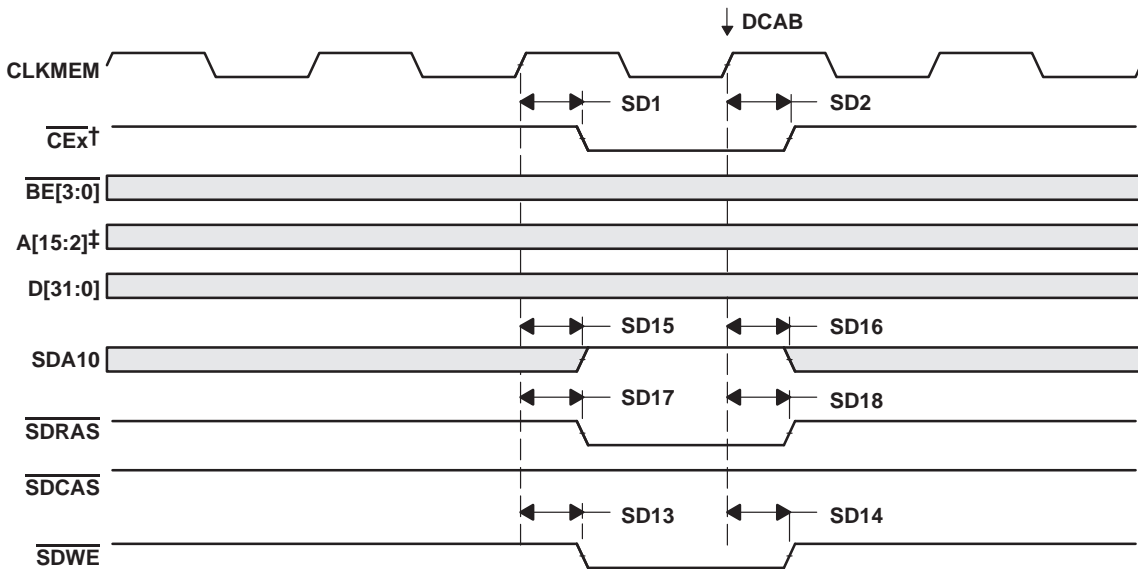 DCAB
CLKMEM
SD1 SD2
CEx†
BE[3:0]
A[15:2]‡
D[31:0]
SD15 SD16
SDA10
SD17 SD18
SDRAS
SDCAS
SD13 SD14
SDWE